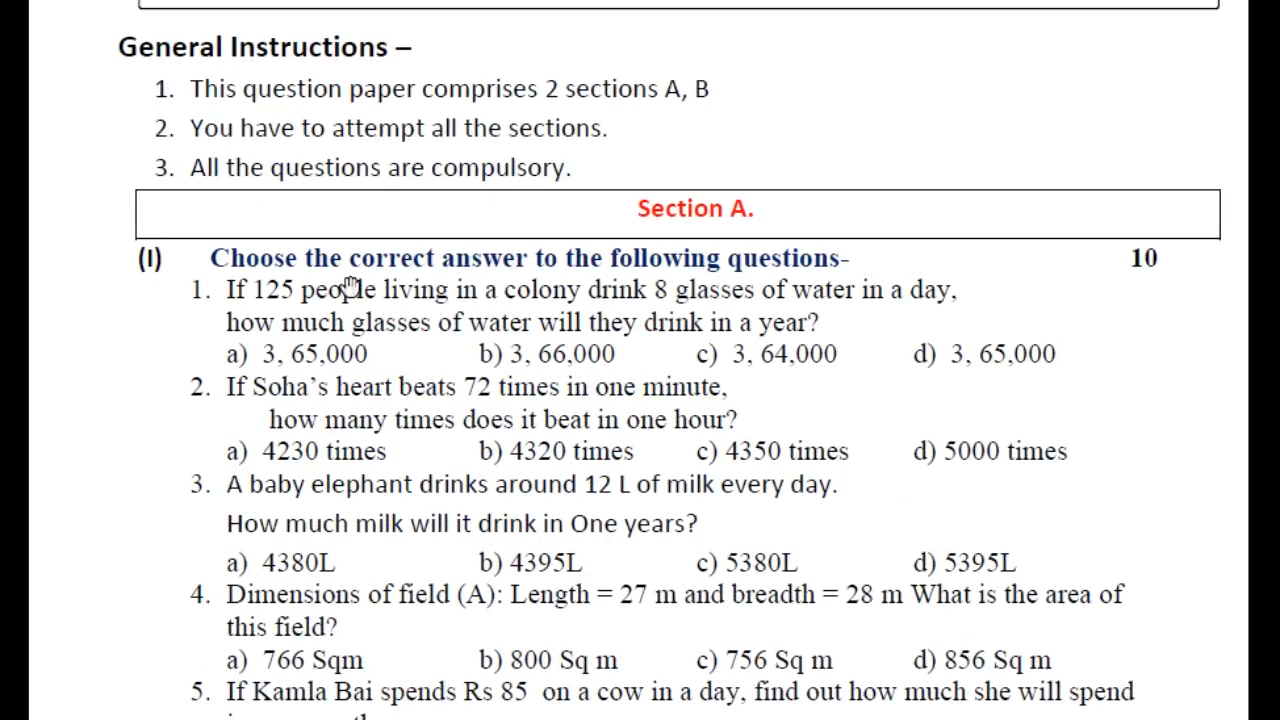 General Instructions –
1. This question paper comprises 2 sections A, B
2. You have to attempt all the sections.
3. All the questions are compulsory.
Section A.
(I) Choose the correct answer to the following questions- 10
1. If 125 people living in a colony drink 8 glasses of water in a day,
how much glasses of water will they drink in a year?
a) 3, 65,000 b) 3, 66,000 c) 3, 64,000 d) 3, 65,000
2. If Soha’s heart beats 72 times in one minute,
how many times does it beat in one hour?
a) 4230 times b) 4320 times c) 4350 times d) 5000 times
3. A baby elephant drinks around 12 L of milk every day.
How much milk will it drink in One years?
a) 4380L b) 4395L c) 5380L d) 5395L
4. Dimensions of field (A): Length = 27 m and breadth = 28 m What is the area of
this field?
a) 766 Sqm b) 800 Sq m c) 756 Sq m d) 856 Sq m
5. If Kamla Bai spends Rs 85 on a cow in a day, find out how much she will spend